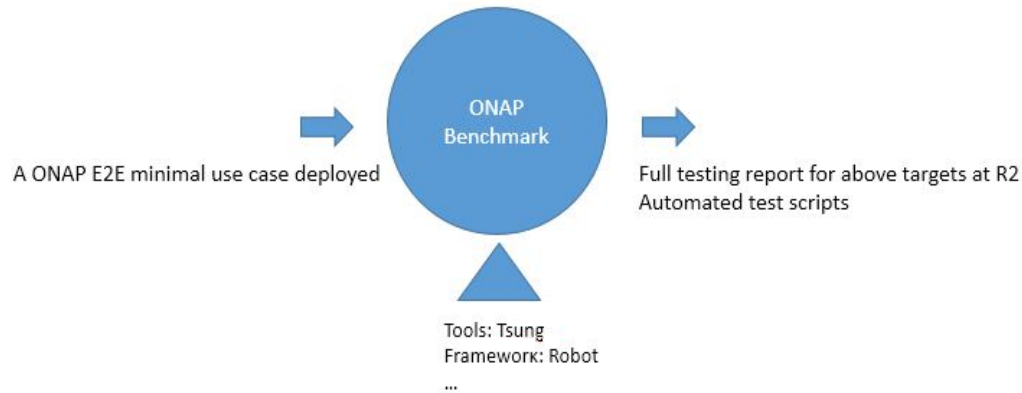 ONAP
Benchmark
A ONAP E2E minimal use case deployed
Full testing report for above targets at R2
Automated test scripts
Tools: Tsung
Framework: Robot
...